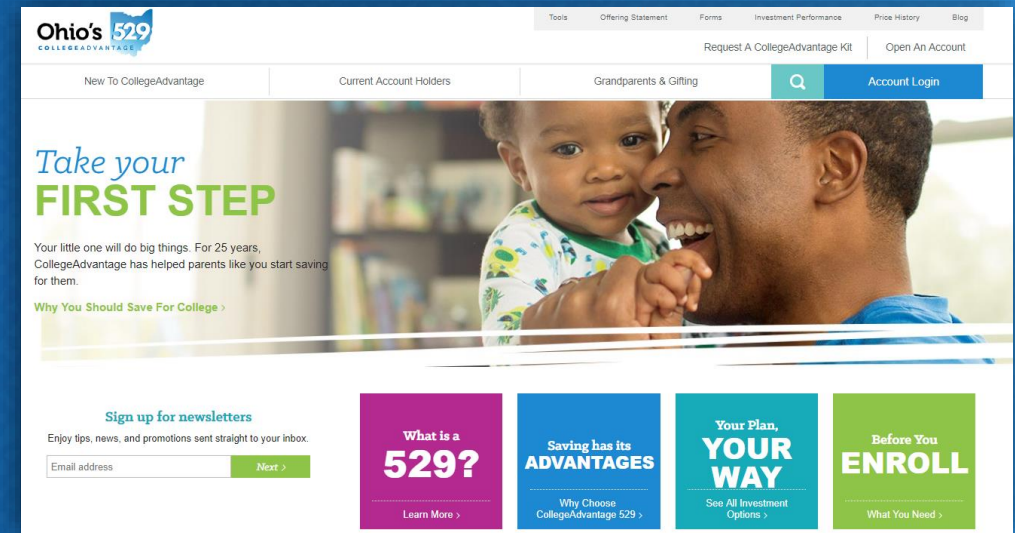 Ohio's 529
COLLEGEADVANTAGE
Tools Offering Statement Forms Investment Performance Price History Blog
Request A CollegeAdvantage Kit Open An Account
New To CollegeAdvantage Current Account Holders Grandparents & Gifting Account Login
Take your
FIRST STEP
Your little one will do big things. For 25 years,
CollegeAdvantage has helped parents like you start saving
for them.
Why You Should Save For College >
Sign up for newsletters
Enjoy tips, news, and promotions sent straight to your inbox.
Email address Next >
What is a
529?
Learn More >
Saving has its
ADVANTAGES
Why Choose
CollegeAdvantage 529 >
Your Plan,
YOUR
WAY
See All Investment
Options >
Before You
ENROLL
What You Need >